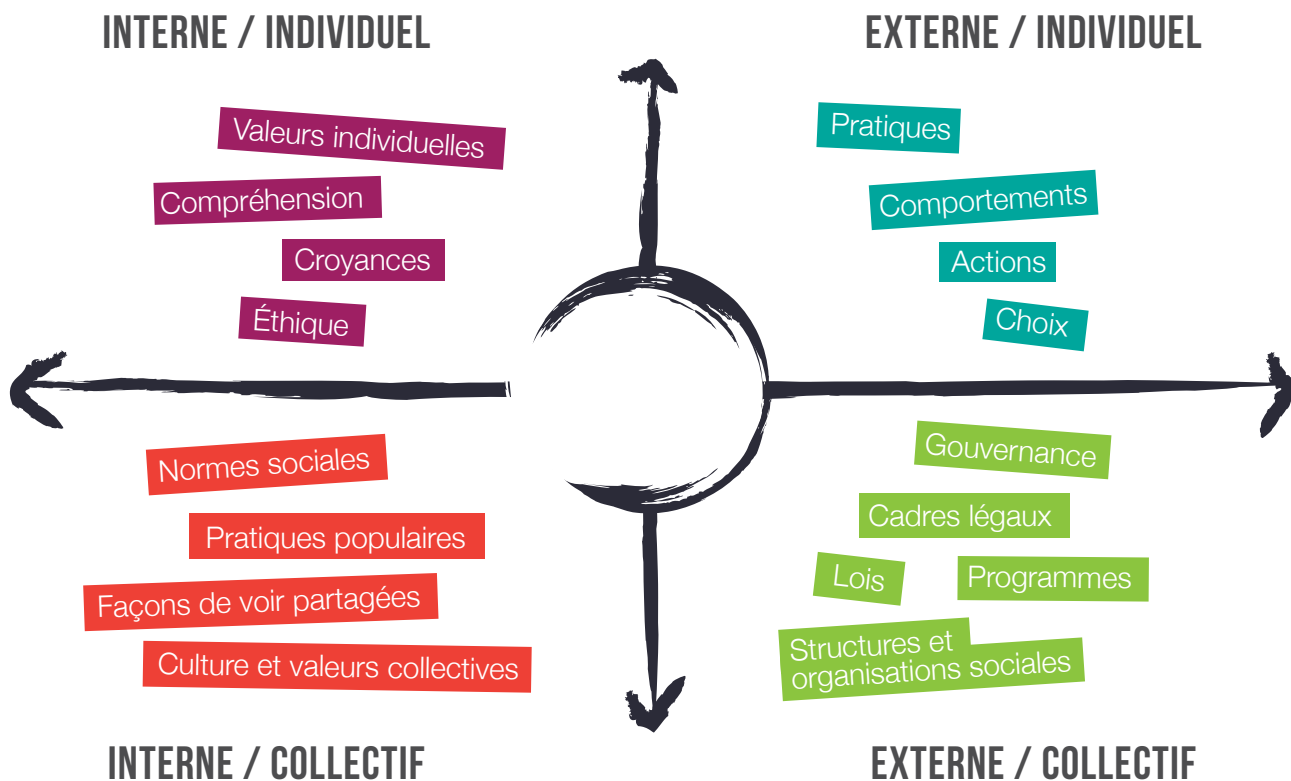 INTERNE / INDIVIDUEL
Valeurs individuelles
Compréhension
Croyances
Éthique
EXTERNE / INDIVIDUEL
Pratiques
Comportements
Actions
Choix
Normes sociales
Pratiques populaires
Façons de voir partagées
Culture et valeurs collectives
INTERNE / COLLECTIF
Gouvernance
Cadres légaux
Lois
Programmes
Structures et
organisations sociales
EXTERNE / COLLECTIF